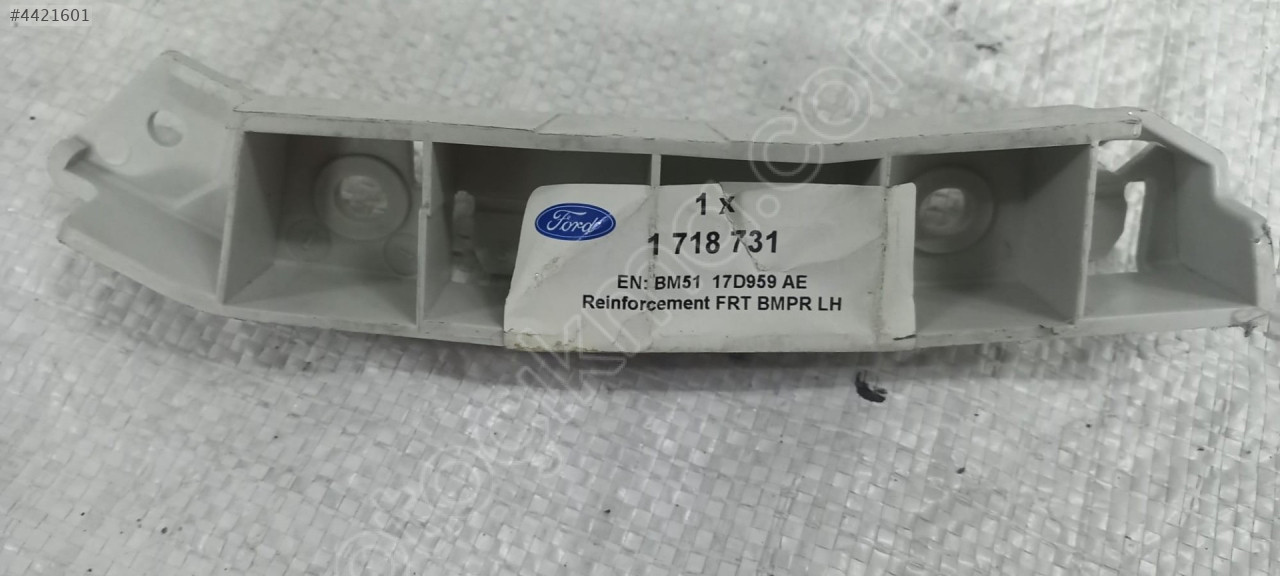 #4421601
Ford
1 x
1 718 731
EN: BM51 17D959 AE
Reinforcement FRT BMPR LH